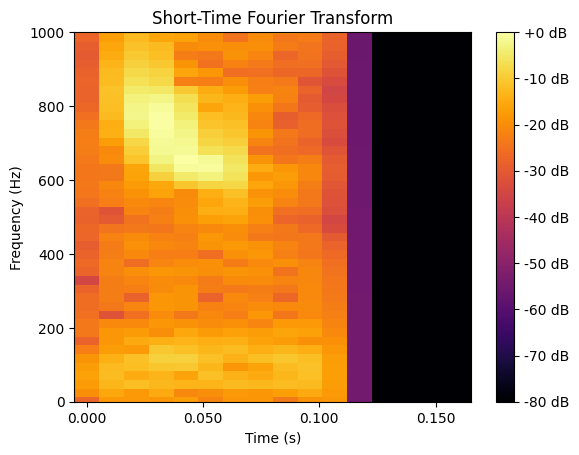 Short-Time Fourier Transform
1000
800
600
400
200
0
Frequency (Hz)
0.000
0.050
0.100
0.150
Time (s)
+0 dB
-10 dB
-20 dB
-30 dB
-40 dB
-50 dB
-60 dB
-70 dB
-80 dB